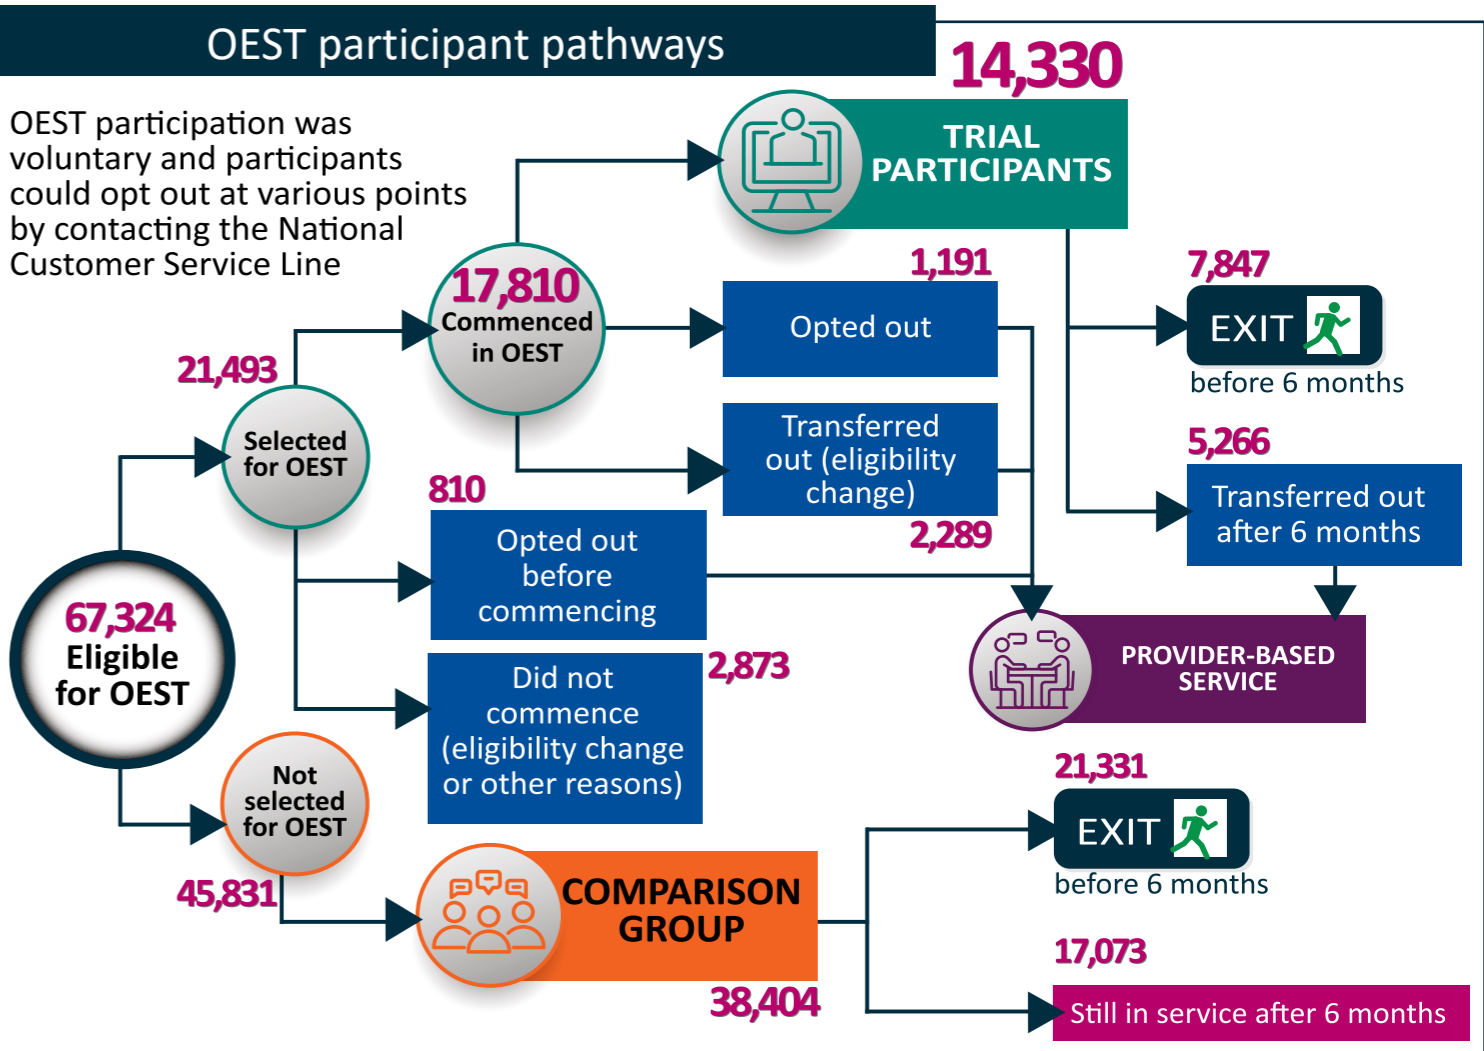 OEST participant pathways
OEST participation was
voluntary and participants
could opt out at various points
by contacting the National
Customer Service Line
14,330
TRIAL
PARTICIPANTS
17,810
Commenced
in OEST
1,191
Opted out
7,847
EXIT
before 6 months
21,493
Selected
for OEST
Transferred
out (eligibility
change)
2,289
5,266
Transferred out
after 6 months
810
Opted out
before
commencing
67,324
Eligible
for OEST
2,873
Did not
commence
(eligibility change
or other reasons)
PROVIDER-BASED
SERVICE
Not
selected
for OEST
45,831
COMPARISON
GROUP
38,404
21,331
EXIT
before 6 months
17,073
Still in service after 6 months